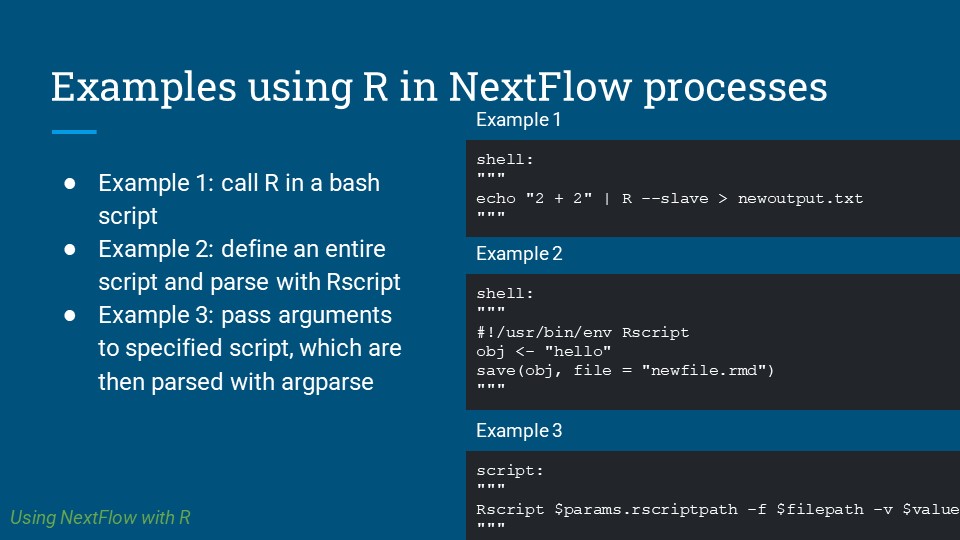 Examples using R in NextFlow processes
● Example 1: call R in a bash
script
● Example 2: define an entire
script and parse with Rscript
● Example 3: pass arguments
to specified script, which are
then parsed with argparse
Example 1
shell:
"""
echo "2 + 2" | R --slave > newoutput.txt
"""
Example 2
shell:
"""
#!/usr/bin/env Rscript
obj <- "hello"
save(obj, file = "newfile.rmd")
"""
Example 3
script:
"""
Rscript $params.rscriptpath -f $filepath -v $value
"""
Using NextFlow with R